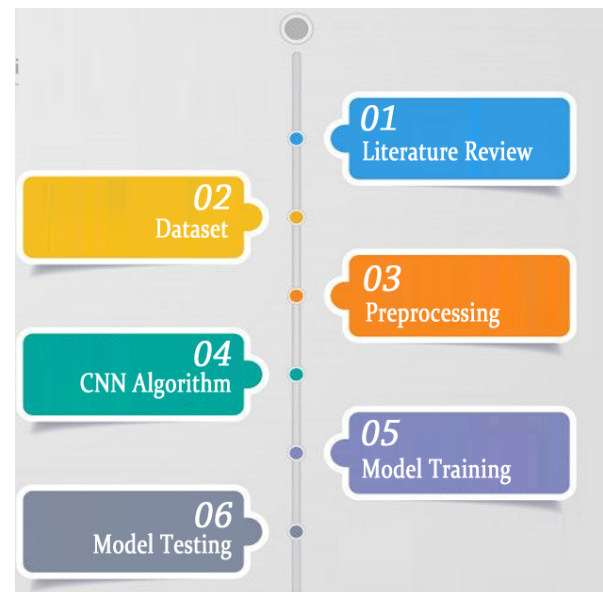 01
Literature Review
02
Dataset
03
Preprocessing
04
CNN Algorithm
05
Model Training
06
Model Testing